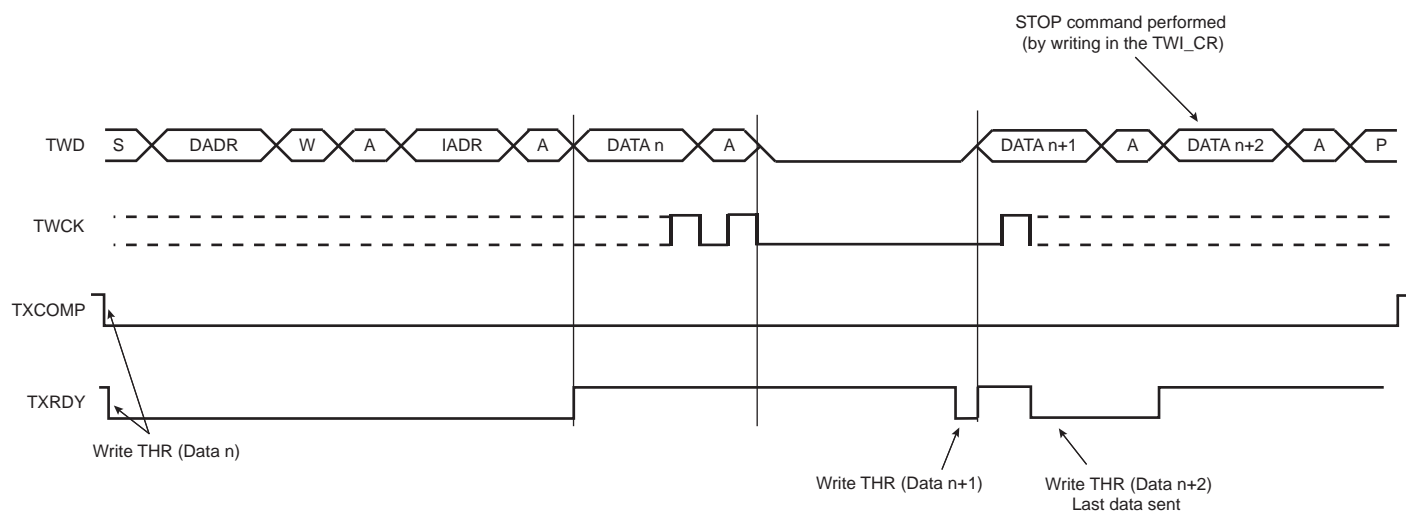 STOP command performed
(by writing in the TWI_CR)
TWD S DADR W A IADR A DATA n A DATA n+1 A DATA n+2 A P
TWCK
TXCOMP
TXRDY
Write THR (Data n)
Write THR (Data n+1)
Write THR (Data n+2)
Last data sent